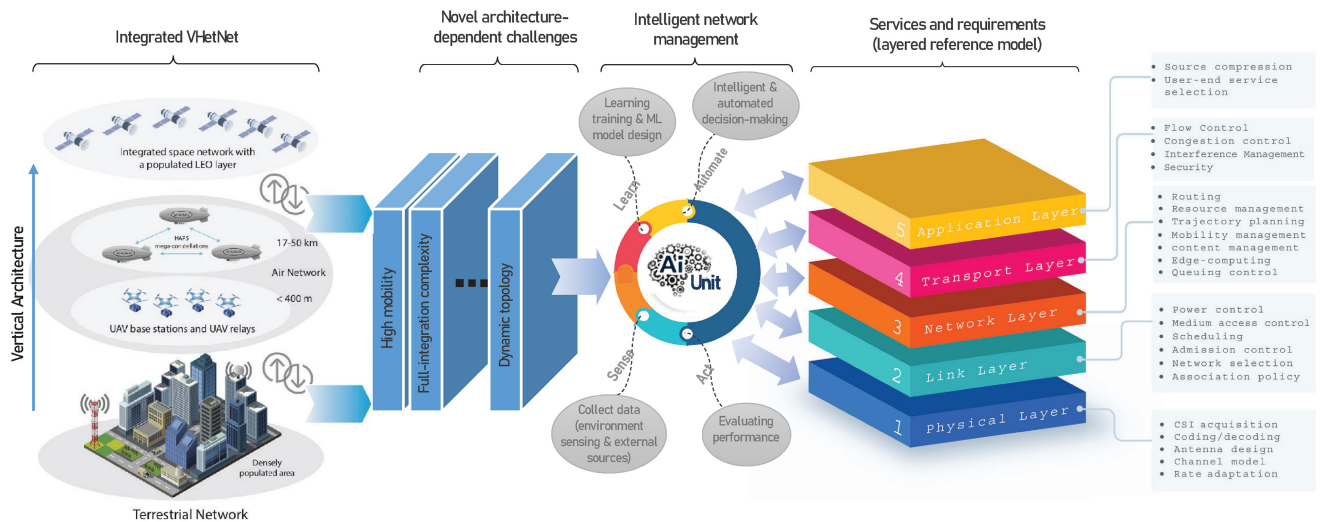 Integrated VHetNet
Novel architecture-
dependent challenges
Intelligent network
management
Services and requirements
(layered reference model)
Vertical Architecture
Integrated space network with
a populated LEO layer
HAPS
mega-constellations
17-50 km
Air Network
< 400 m
UAV base stations and UAV relays
Densely
populated area
Terrestrial Network
High mobility
Full-integration complexity
Dynamic topology
Learning
training & ML
model design
Intelligent &
automated
decision-making
Learn
Automate
Ai
Unit
Sense
Act
Collect data
(environment
sensing & external
sources)
Evaluating
performance
5 Application Layer
4 Transport Layer
3 Network Layer
2 Link Layer
1 Physical Layer
• Source compression
• User-end service
selection
• Flow Control
• Congestion control
• Interference Management
• Security
• Routing
• Resource management
• Trajectory planning
• Mobility management
• content management
• Edge-computing
• Queuing control
• Power control
• Medium access control
• Scheduling
• Admission control
• Network selection
• Association policy
• CSI acquisition
• Coding/decoding
• Antenna design
• Channel model
• Rate adaptation